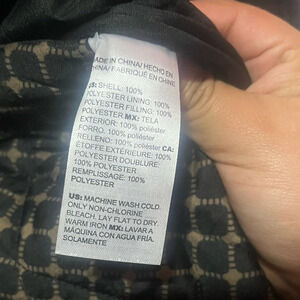 MADE IN CHINA/ HECHO EN
CHINA/ FABRIQUÉ EN CHINE
US: SHELL: 100%
POLYESTER LINING: 100%
POLYESTER FILLING: 100%
POLYESTER MX: TELA
EXTERIOR: 100% poliéster
FORRO. 100% poliéster
RELLENO: 100% poliéster CA:
ÉTOFFE EXTÉRIEURE: 100%
POLYESTER DOUBLURE:
100% POLYESTER
REMPLISSAGE: 100%
POLYESTER
US: MACHINE WASH COLD.
ONLY NON-CHLORINE
BLEACH. LAY FLAT TO DRY.
WARM IRON MX: LAVAR A
MÁQUINA CON AGUA FRÍA.
SOLAMENTE